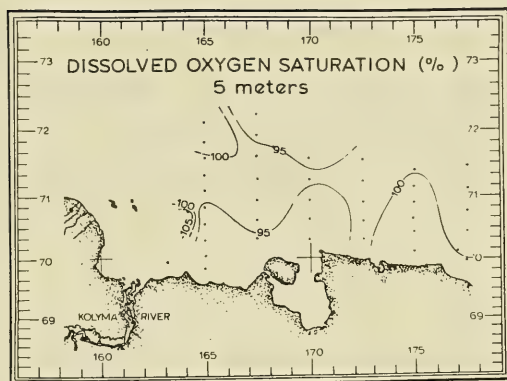 160 165 170 175
73 73
DISSOLVED OXYGEN SATURATION (%)
5 meters
72 72
95
100
71 71
100
100
105
95
70 70
69 69
KOLYMA RIVER
160 165 170 175